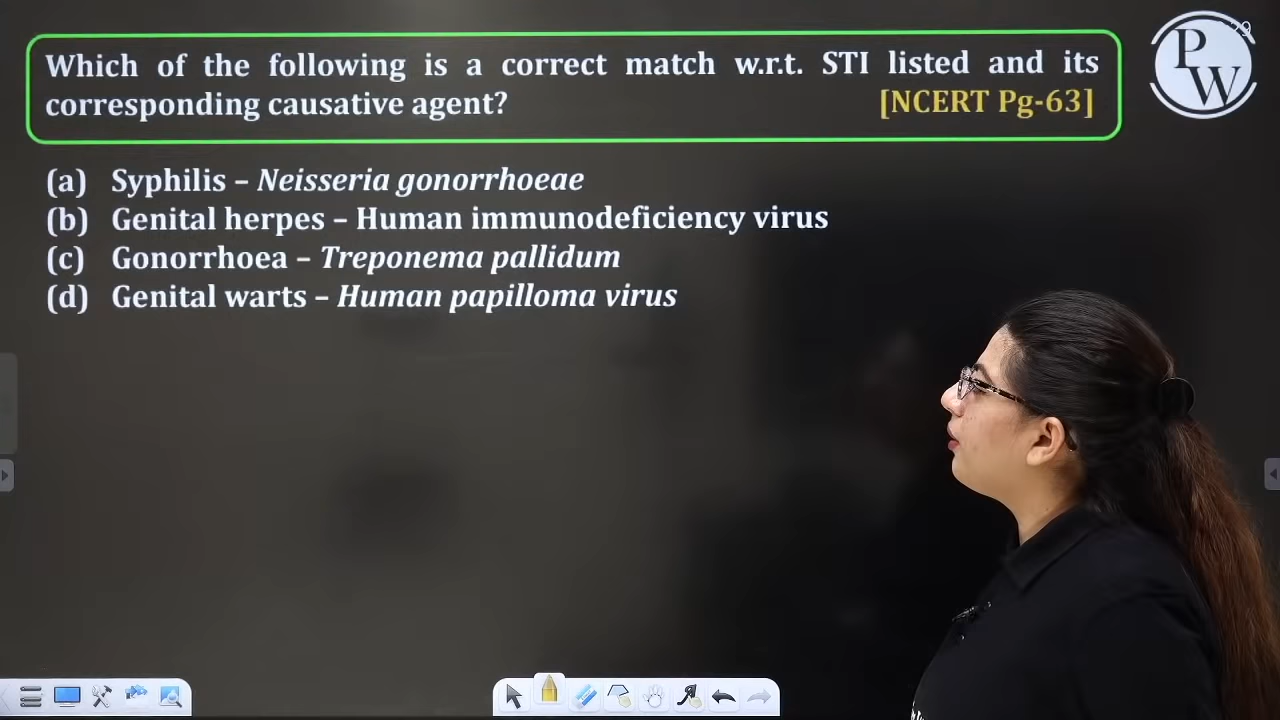 29
Which of the following is a correct match w.r.t. STI listed and its
corresponding causative agent? [NCERT Pg-63]
PW
(a) Syphilis – Neisseria gonorrhoeae
(b) Genital herpes – Human immunodeficiency virus
(c) Gonorrhoea – Treponema pallidum
(d) Genital warts – Human papilloma virus